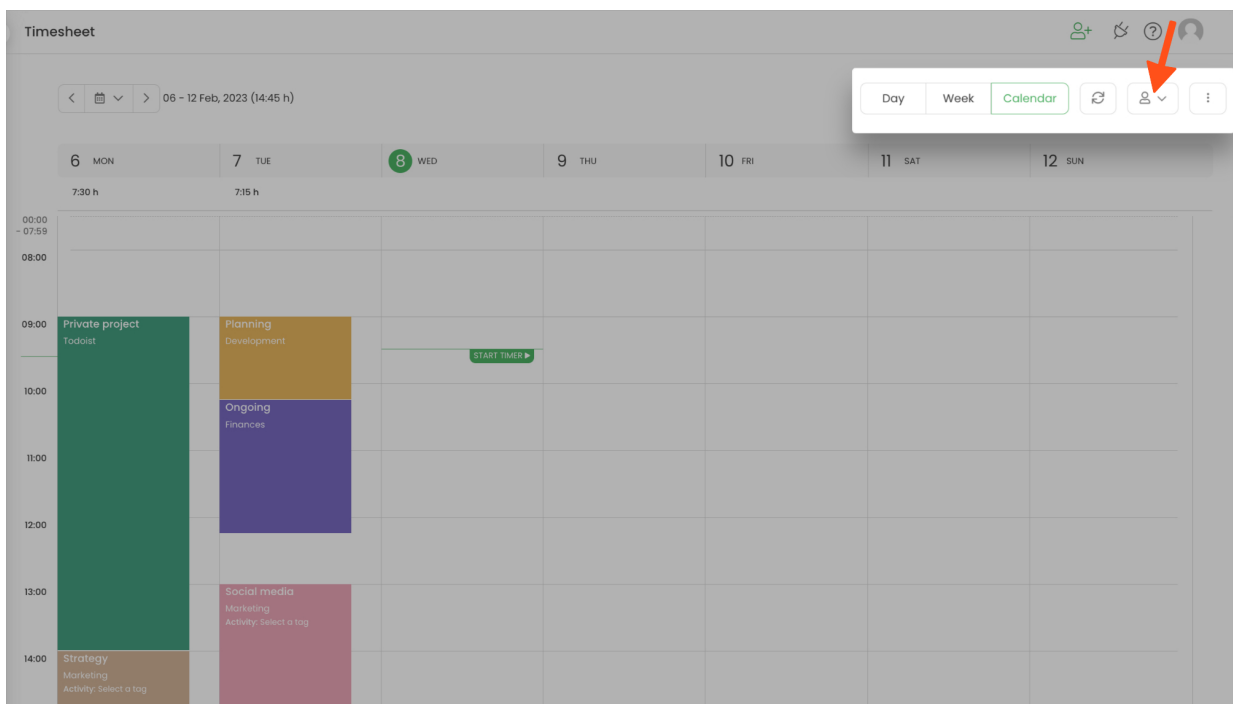 Timesheet
06 - 12 Feb, 2023 (14:45 h)
Day
Week
Calendar
6 MON
7 TUE
8 WED
9 THU
10 FRI
11 SAT
12 SUN
7:30 h
7:15 h
00:00
- 07:59
08:00
09:00
Private project
Todoist
Planning
Development
START TIMER
10:00
Ongoing
Finances
11:00
12:00
13:00
Social media
Marketing
Activity: Select a tag
14:00
Strategy
Marketing
Activity: Select a tag